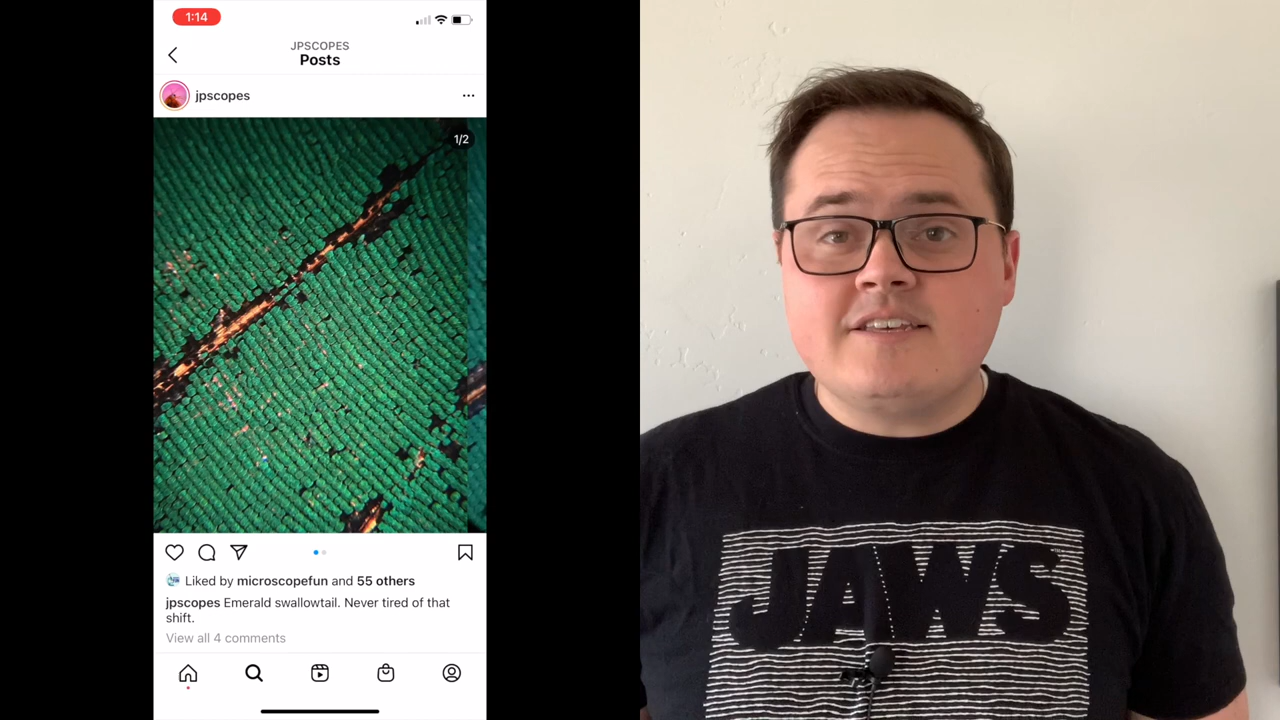 1:14
JPSCOPES
Posts
jpscopes
1/2
Liked by microscopefun and 55 others
jpscopes Emerald swallowtail. Never tired of that
shift.
View all 4 comments
JAWS